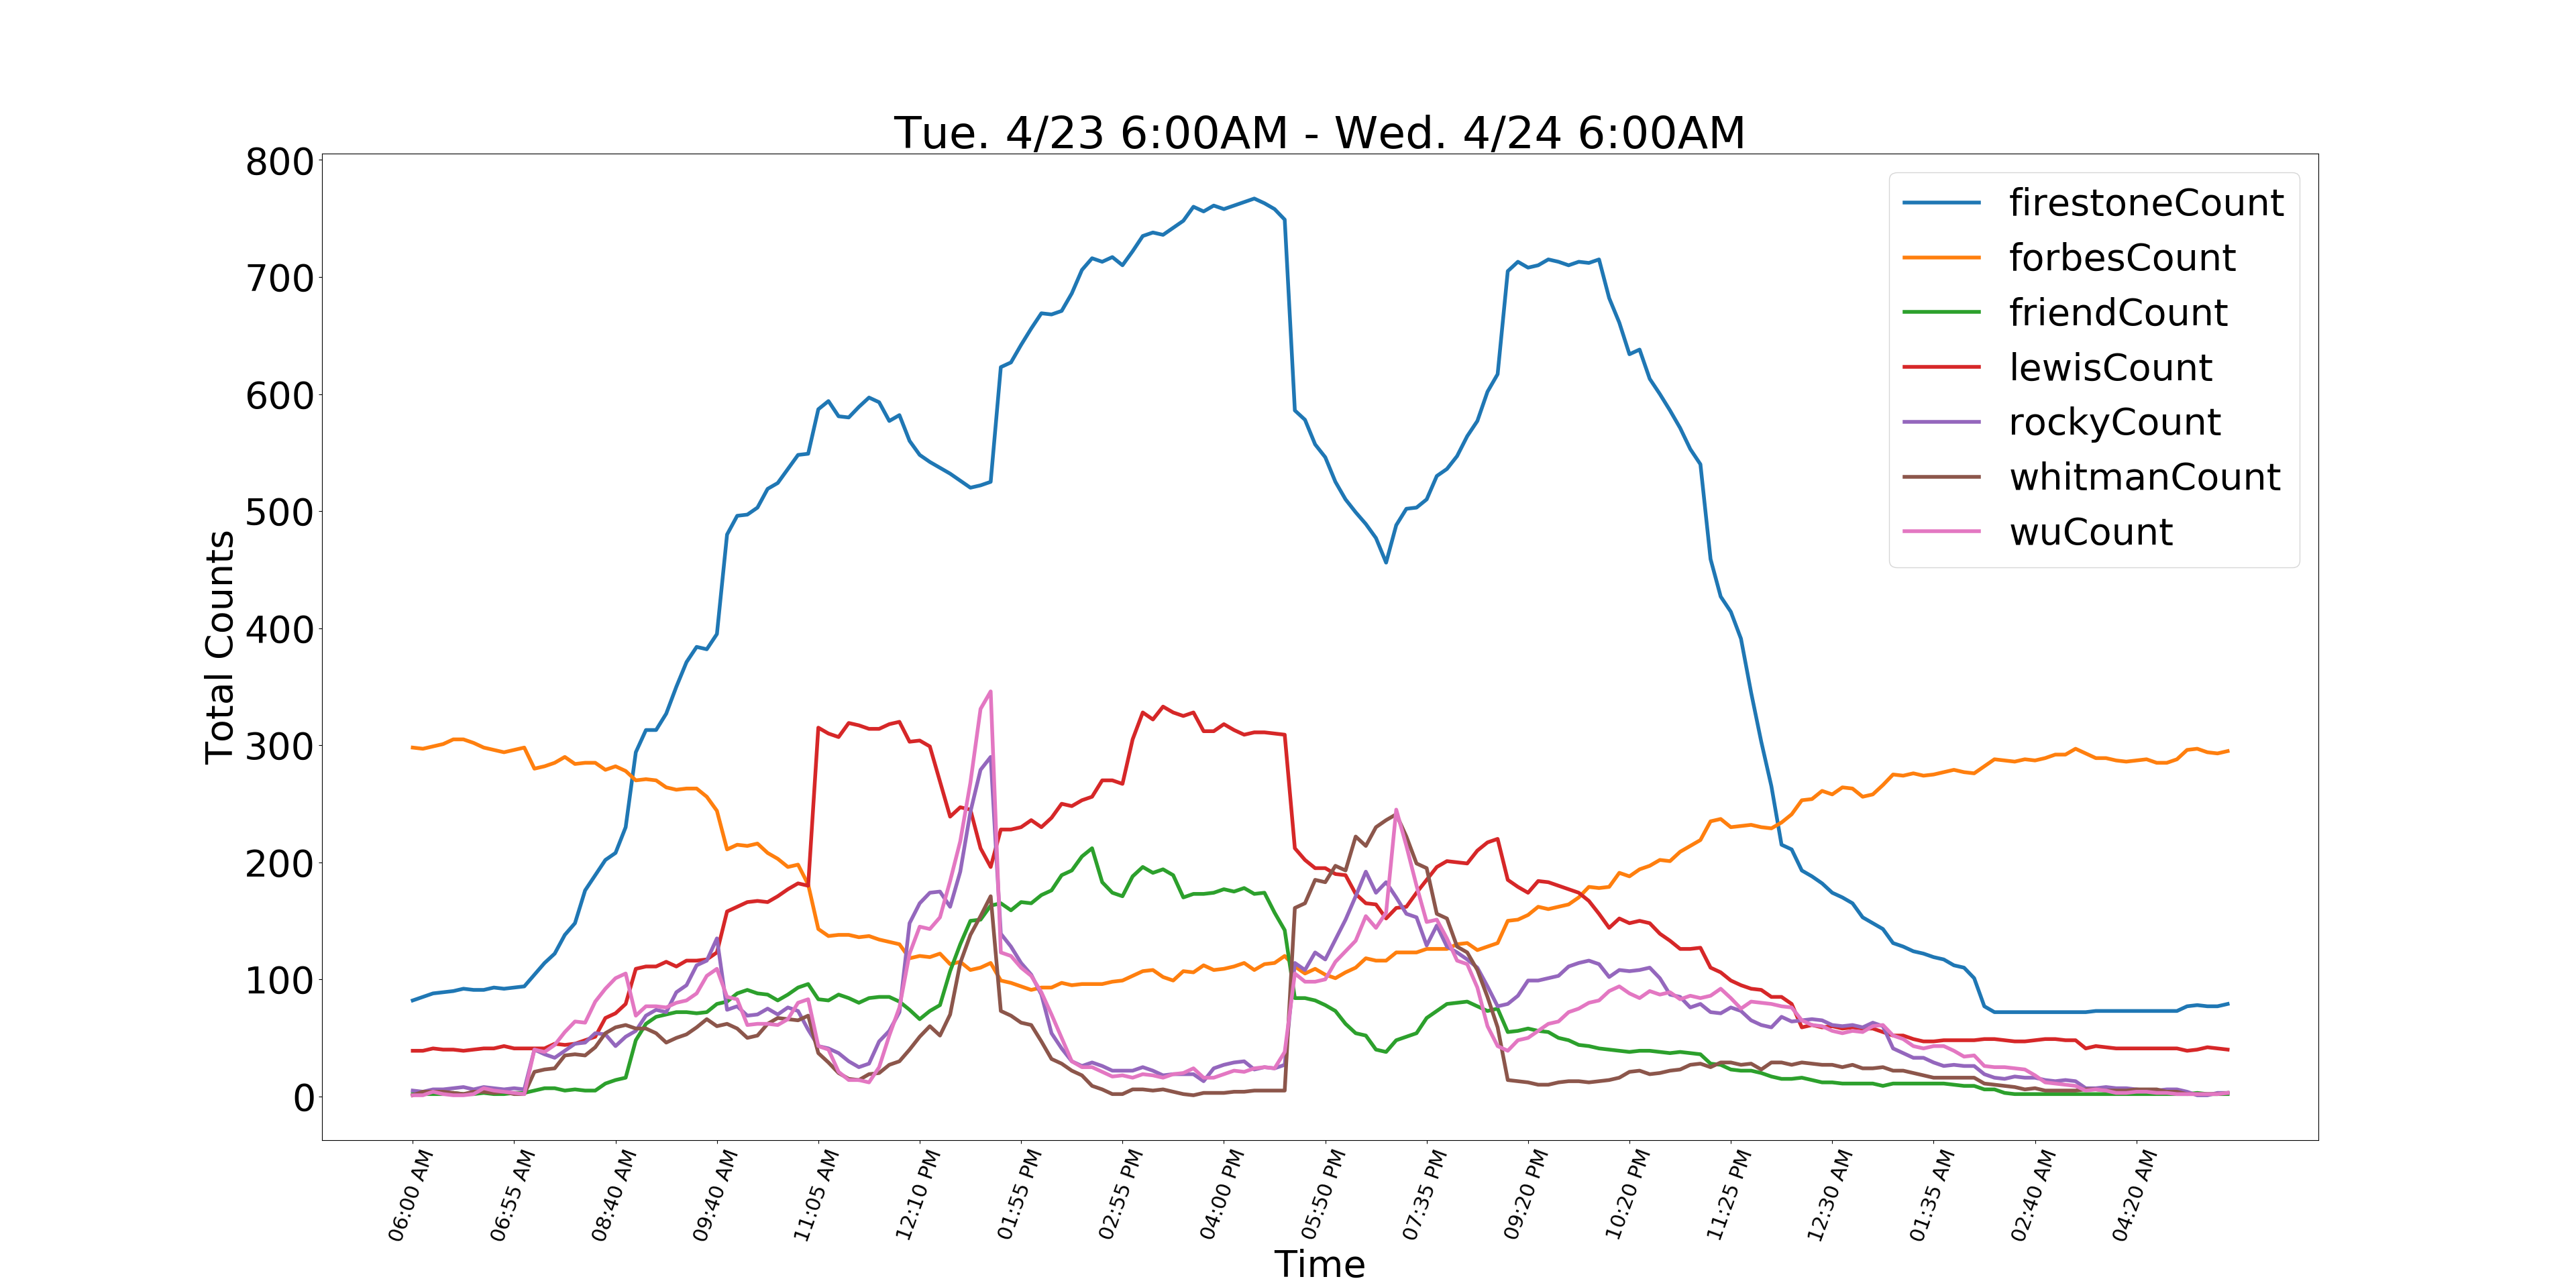 Tue. 4/23 6:00AM - Wed. 4/24 6:00AM
800
700
600
500
400
300
200
100
0
Total Counts
firestoneCount
forbesCount
friendCount
lewisCount
rockyCount
whitmanCount
wuCount
06:00 AM
06:55 AM
08:40 AM
09:40 AM
11:05 AM
12:10 PM
01:55 PM
02:55 PM
04:00 PM
05:50 PM
07:35 PM
09:20 PM
10:20 PM
11:25 PM
12:30 AM
01:35 AM
02:40 AM
04:20 AM
Time